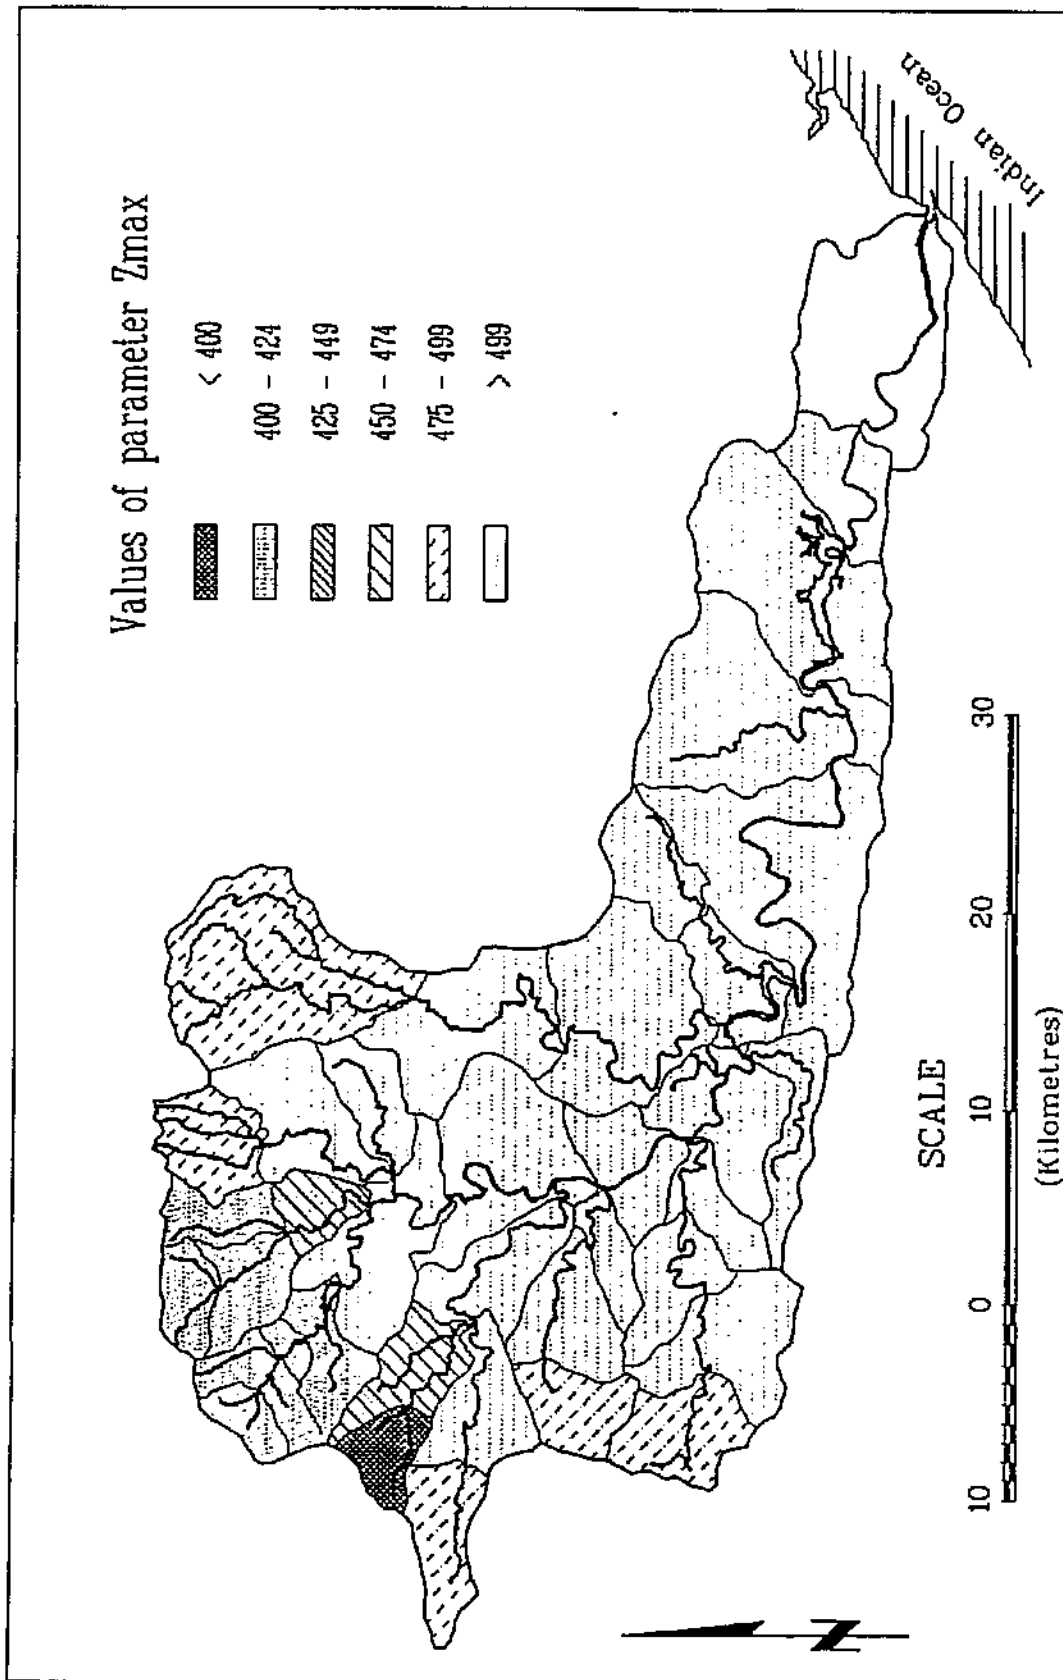 Values of parameter Zmax
< 400
400 - 424
425 - 449
450 - 474
475 - 499
> 499
Indian Ocean
SCALE
10 0 10 20 30
(Kilometres)
N